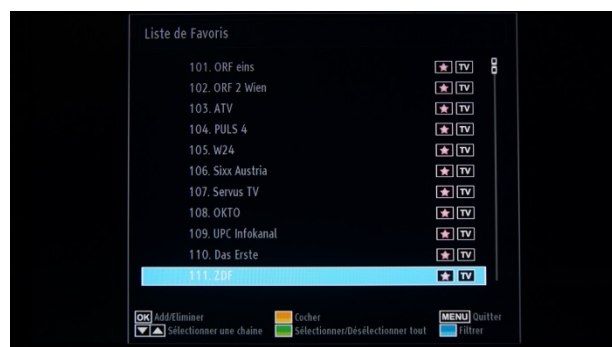 Liste de Favoris
101. ORF eins TV
102. ORF 2 Wien TV
103. ATV TV
104. PULS 4 TV
105. W24 TV
106. Sixx Austria TV
107. Servus TV TV
108. OKTO TV
109. UPC Infokanal TV
110. Das Erste TV
111. ZDF TV
OK Add/Eliminer Cocher MENU Quitter
Sélectionner une chaine Sélectionner/Désélectionner tout Filtrer